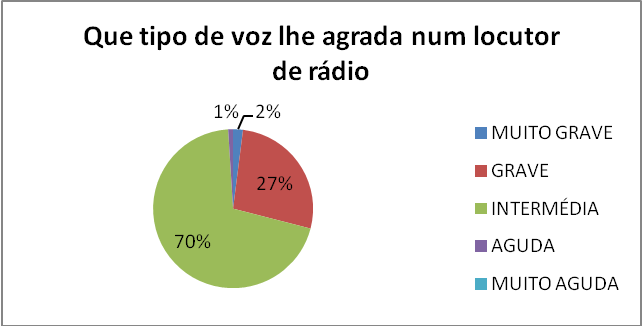 Que tipo de voz lhe agrada num locutor
de rádio
1%
2%
27%
70%
MUITO GRAVE
GRAVE
INTERMÉDIA
AGUDA
MUITO AGUDA